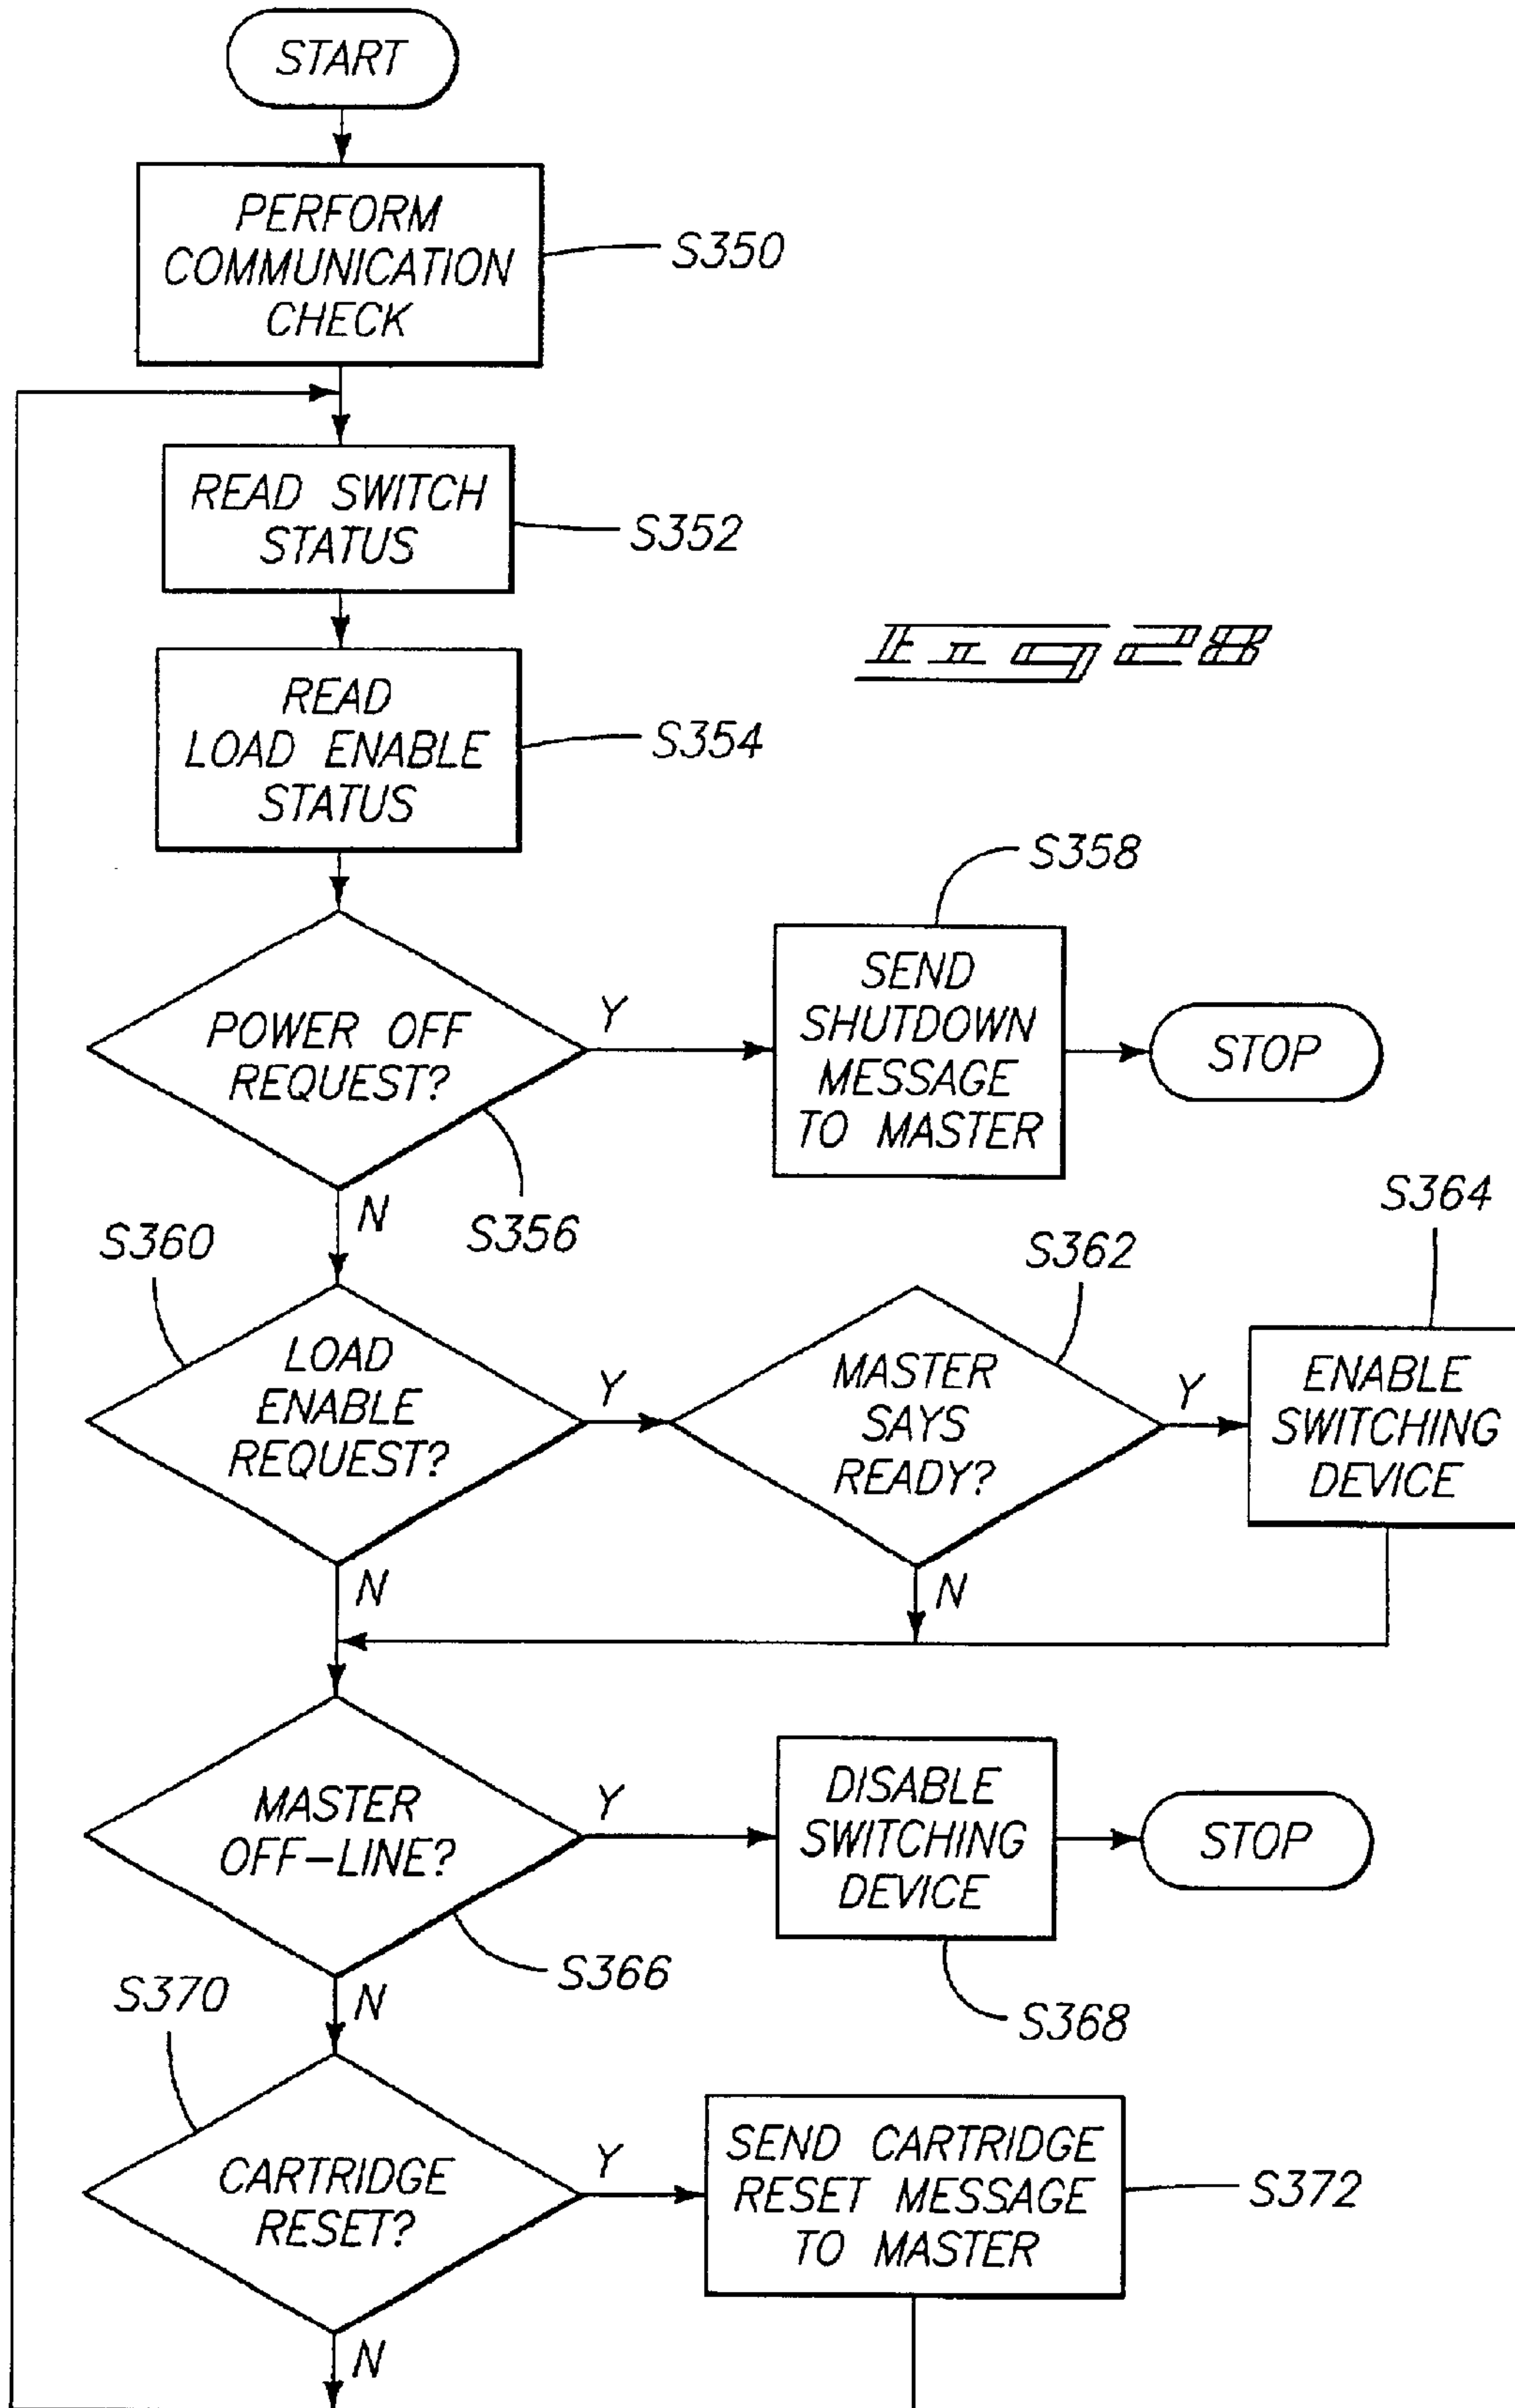 START
PERFORM
COMMUNICATION
CHECK
S350
READ SWITCH
STATUS
S352
Fig 28
READ
LOAD ENABLE
STATUS
S354
S358
POWER OFF
REQUEST?
Y
SEND
SHUTDOWN
MESSAGE
TO MASTER
STOP
N
S356
S360
S362
S364
LOAD
ENABLE
REQUEST?
Y
MASTER
SAYS
READY?
Y
ENABLE
SWITCHING
DEVICE
N
N
MASTER
OFF-LINE?
Y
DISABLE
SWITCHING
DEVICE
STOP
S366
S368
N
S370
CARTRIDGE
RESET?
Y
SEND CARTRIDGE
RESET MESSAGE
TO MASTER
S372
N